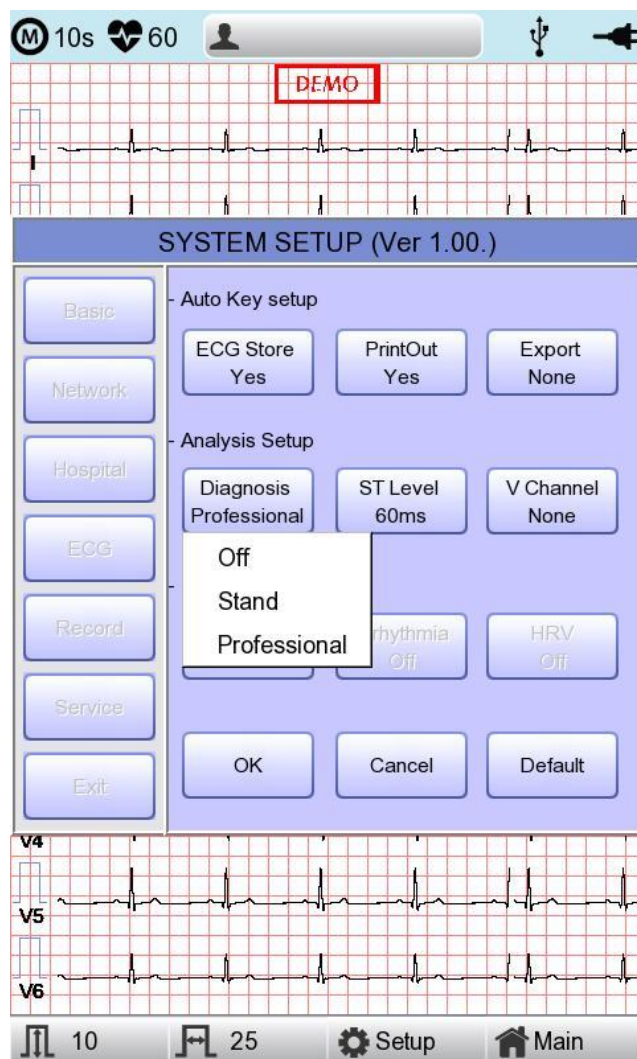 M 10s 60
DEMO
I
SYSTEM SETUP (Ver 1.00.)
Basic
Network
Hospital
ECG
Record
Service
Exit
- Auto Key setup
ECG Store
Yes
PrintOut
Yes
Export
None
- Analysis Setup
Diagnosis
Professional
ST Level
60ms
V Channel
None
Off
Stand
Professional
-
rhythmia
Off
HRV
Off
OK
Cancel
Default
V4
V5
V6
10
25
Setup
Main